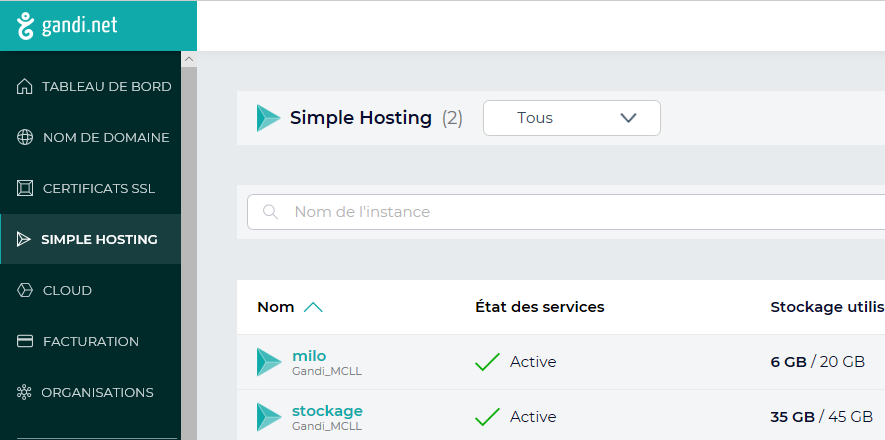 gandi.net
TABLEAU DE BORD
NOM DE DOMAINE
CERTIFICATS SSL
SIMPLE HOSTING
CLOUD
FACTURATION
ORGANISATIONS
Simple Hosting (2) Tous
Nom de l'instance
Nom État des services Stockage utilis
milo Active 6 GB / 20 GB
Gandi_MCLL
stockage Active 35 GB / 45 GB
Gandi_MCLL